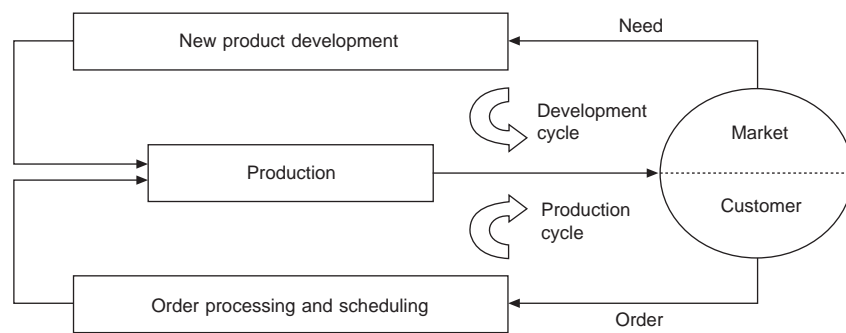 New product development
Need
Development
cycle
Market
Production
Customer
Production
cycle
Order processing and scheduling
Order